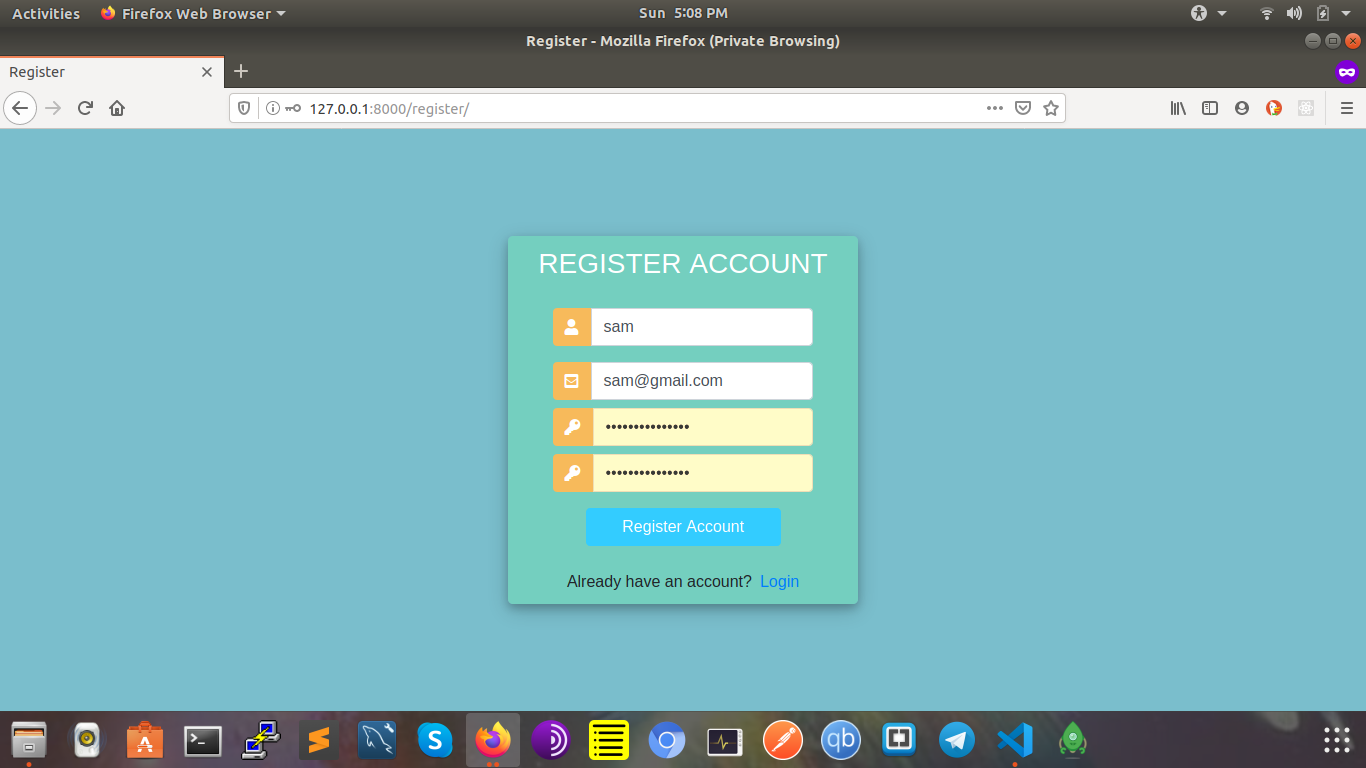 Activities Firefox Web Browser Sun 5:08 PM
Register - Mozilla Firefox (Private Browsing)
Register
127.0.0.1:8000/register/
REGISTER ACCOUNT
sam
sam@gmail.com
•••••••••••••••
•••••••••••••••
Register Account
Already have an account? Login
S
qb